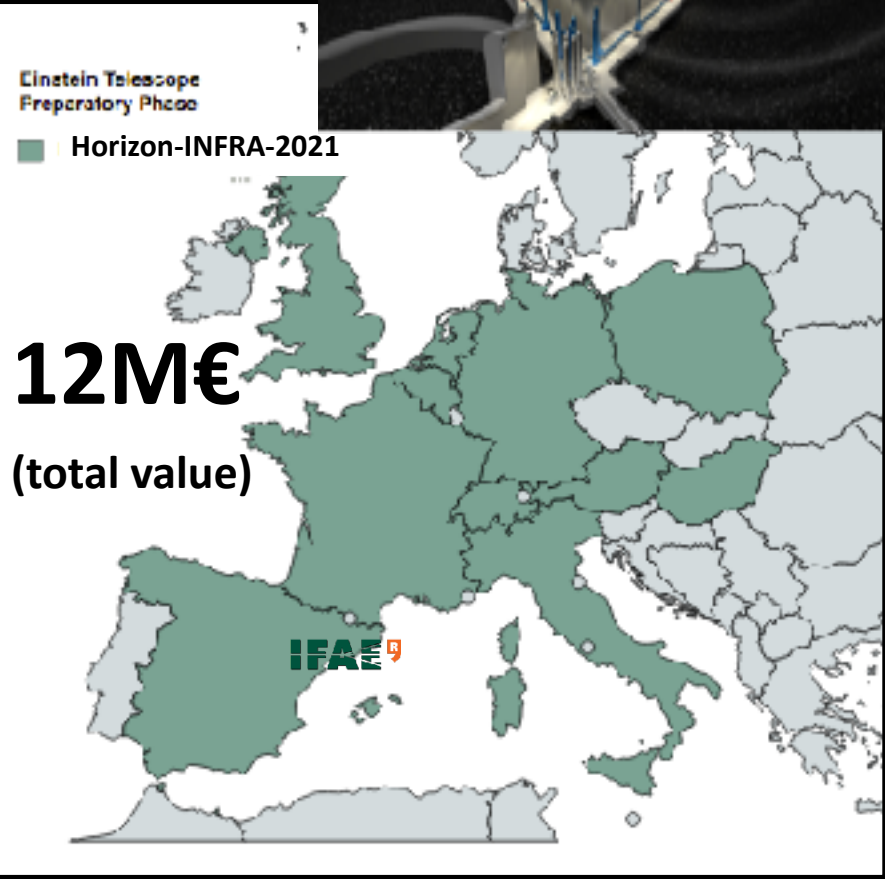 Einstein Telescope
Preparatory Phase
Horizon-INFRA-2021
12M€
(total value)
IFAE R